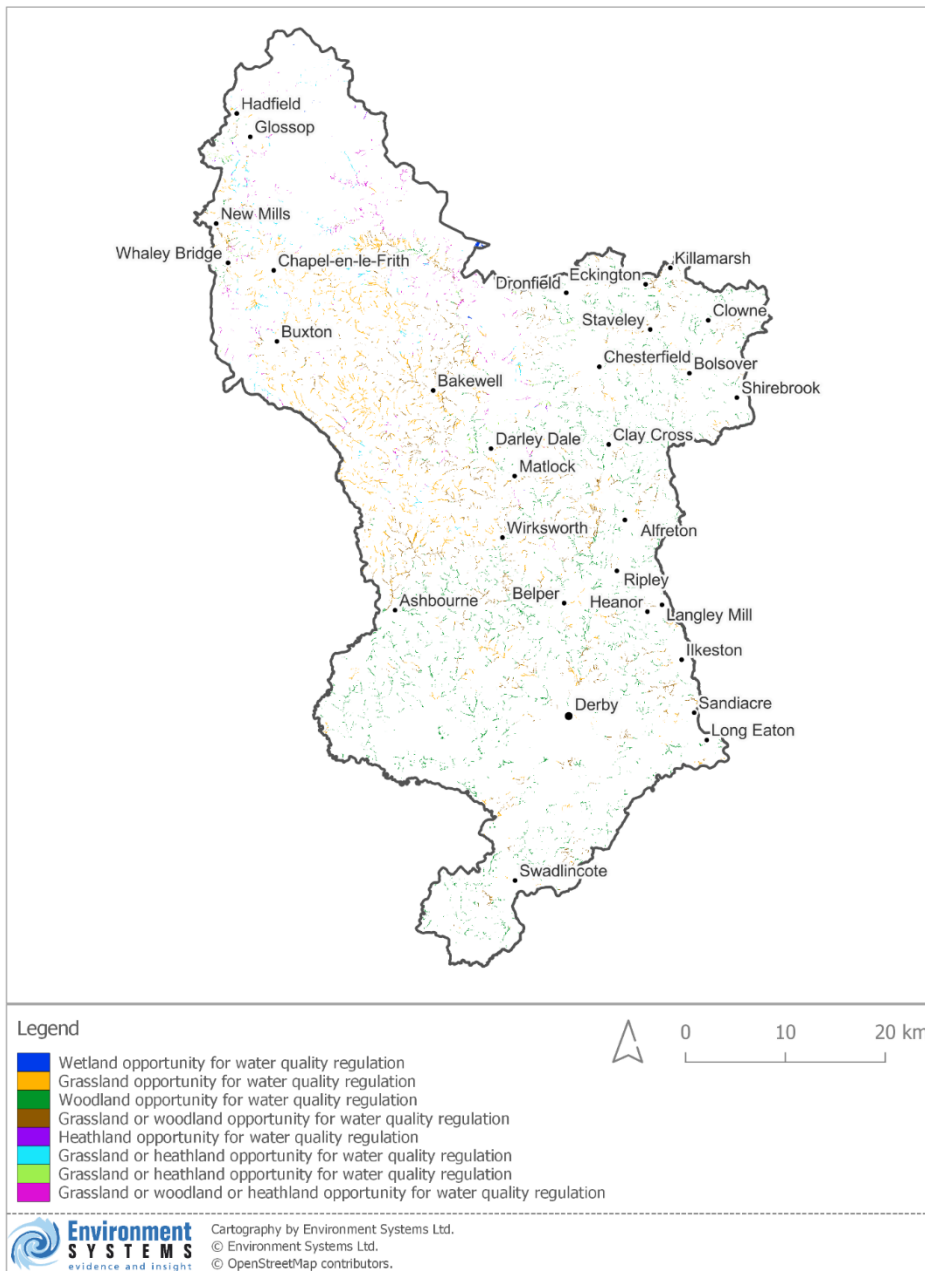 Hadfield
Glossop
New Mills
Whaley Bridge
Chapel-en-le-Frith
Killamarsh
Eckington
Dronfield
Clowne
Staveley
Buxton
Chesterfield
Bolsover
Bakewell
Shirebrook
Darley Dale
Clay Cross
Matlock
Alfreton
Wirksworth
Ripley
Belper
Ashbourne
Heanor
Langley Mill
Ilkeston
Derby
Sandiacre
Long Eaton
Swadlincote
Legend
0 10 20 km
Wetland opportunity for water quality regulation
Grassland opportunity for water quality regulation
Woodland opportunity for water quality regulation
Grassland or woodland opportunity for water quality regulation
Heathland opportunity for water quality regulation
Grassland or heathland opportunity for water quality regulation
Grassland or heathland opportunity for water quality regulation
Grassland or woodland or heathland opportunity for water quality regulation
Environment
SYSTEMS
evidence and insight
Cartography by Environment Systems Ltd.
© Environment Systems Ltd.
© OpenStreetMap contributors.